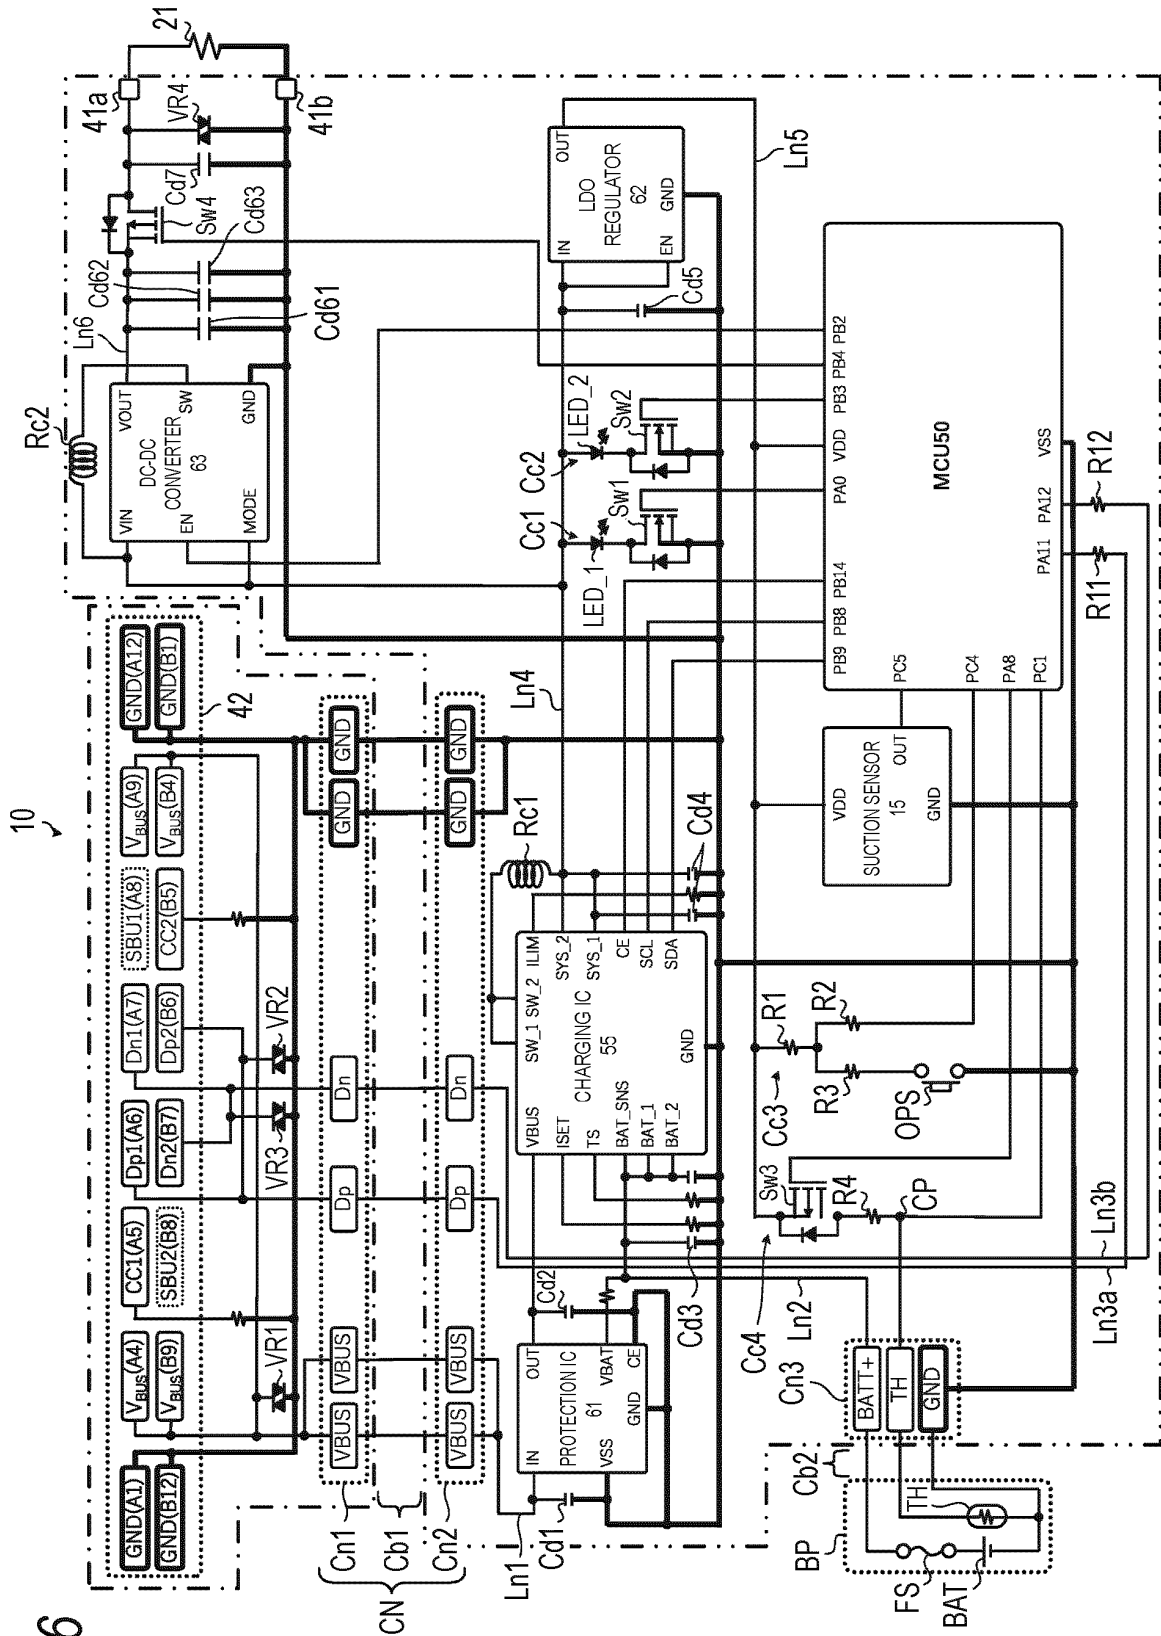 6
10
21
41a
VR4
41b
Cd7
Sw4
Cd63
Cd62
Cd61
Ln6
Rc2
VOUT
SW
GND
DC-DC
CONVERTER
63
VIN
EN
MODE
GND(A12)
GND(B1)
42
VBUS(A9)
VBUS(B4)
SBU1(A8)
CC2(B5)
Dn1(A7)
Dp2(B6)
Dp1(A6)
Dn2(B7)
CC1(A5)
SBU2(B8)
VBUS(A4)
VBUS(B9)
GND(A1)
GND(B12)
VR2
VR3
VR1
GND
GND
Dn
Dp
VBUS
VBUS
Cn1
Cb1
Cn2
CN
GND
GND
Dn
Dp
VBUS
VBUS
Ln1
Cd1
Ln4
OUT
LDO
REGULATOR
62
GND
IN
EN
Ln5
Cd5
LED_2
Cc2
Sw2
Cc1
Sw1
LED_1
Rc1
Cd4
SW_1
SW_2
ILIM
SYS_2
SYS_1
CE
SCL
SDA
CHARGING IC
55
GND
VBUS
ISET
TS
BAT_SNS
BAT_1
BAT_2
Cd2
Cd3
OUT
VBAT
CE
PROTECTION IC
61
GND
IN
VSS
PB2
PB4
PB3
VDD
PA0
PB14
PB8
PB9
MCU50
VSS
PA12
PA11
R12
R11
PC5
PC4
PA8
PC1
VDD
OUT
SUCTION SENSOR
15
GND
R1
R2
R3
Cc3
OPS
Sw3
R4
CP
Cc4
Ln2
Ln3b
Ln3a
Cn3
BATT+
TH
GND
Cb2
BP
TH
FS
BAT